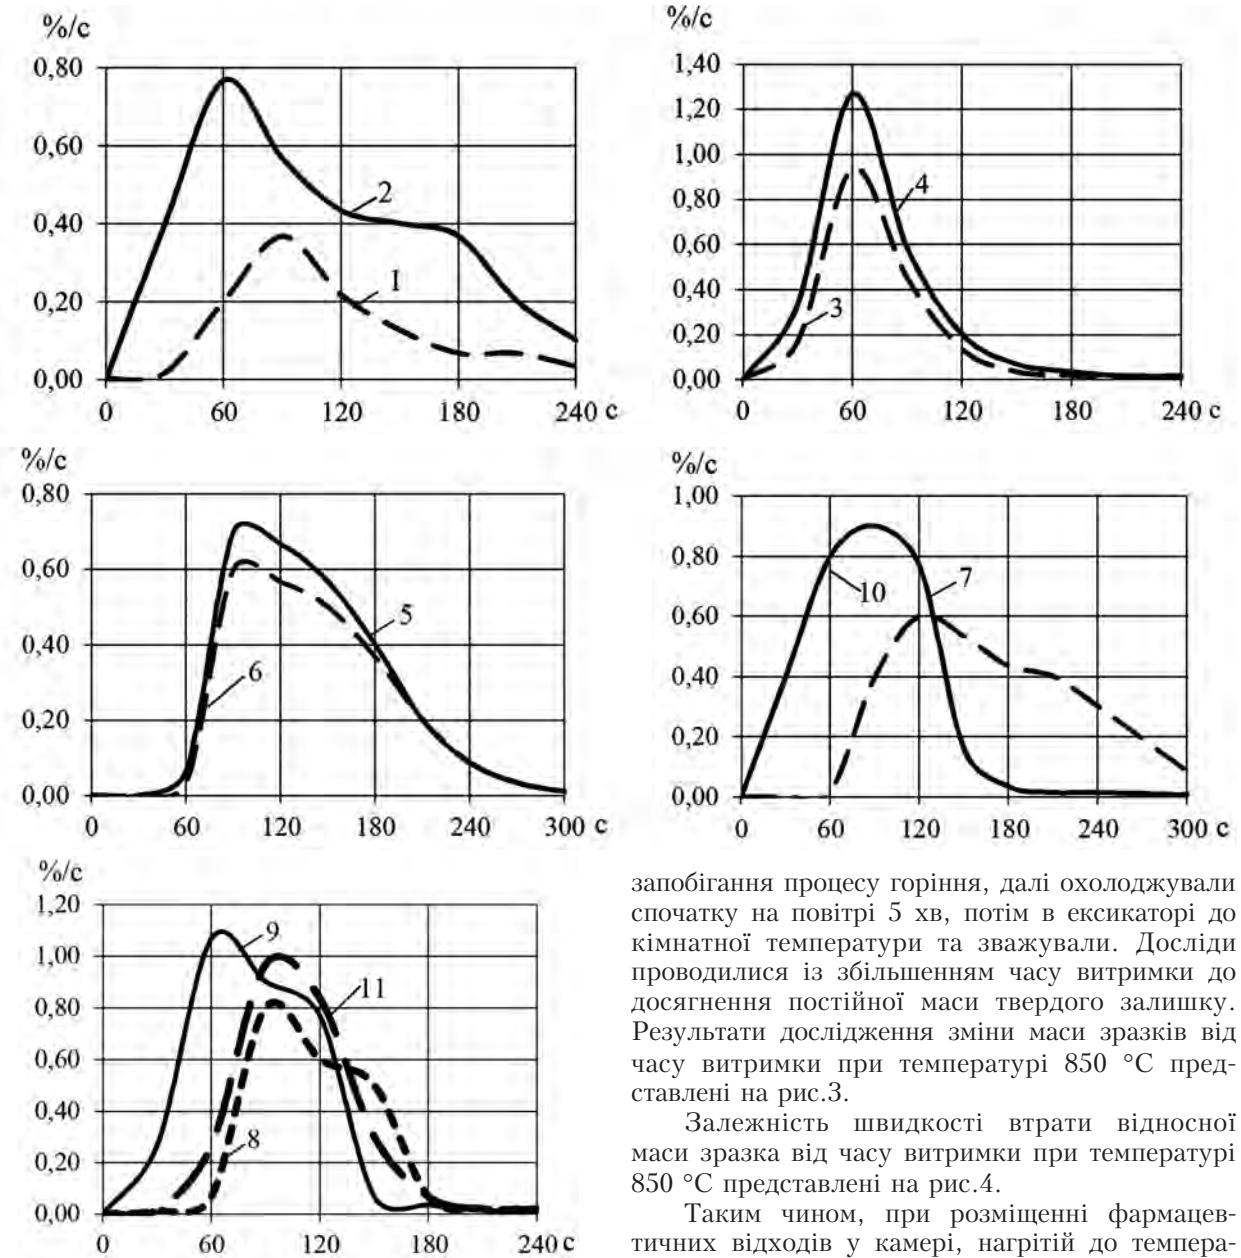 %/с
0,80
0,60
0,40
0,20
0,00
2
1
0 60 120 180 240 с
%/с
1,40
1,20
1,00
0,80
0,60
0,40
0,20
0,00
4
3
0 60 120 180 240 с
%/с
0,80
0,60
0,40
0,20
0,00
5
6
0 60 120 180 240 300 с
%/с
1,00
0,80
0,60
0,40
0,20
0,00
10
7
0 60 120 180 240 300 с
%/с
1,20
1,00
0,80
0,60
0,40
0,20
0,00
9
11
8
0 60 120 180 240 с
запобігання процесу горіння, далі охолоджували
спочатку на повітрі 5 хв, потім в ексикаторі до
кімнатної температури та зважували. Досліди
проводилися із збільшенням часу витримки до
досягнення постійної маси твердого залишку.
Результати дослідження зміни маси зразків від
часу витримки при температурі 850 °С пред-
ставлені на рис.3.
Залежність швидкості втрати відносної
маси зразка від часу витримки при температурі
850 °С представлені на рис.4.
Таким чином, при розміщенні фармацев-
тичних відходів у камері, нагрітій до темпера-